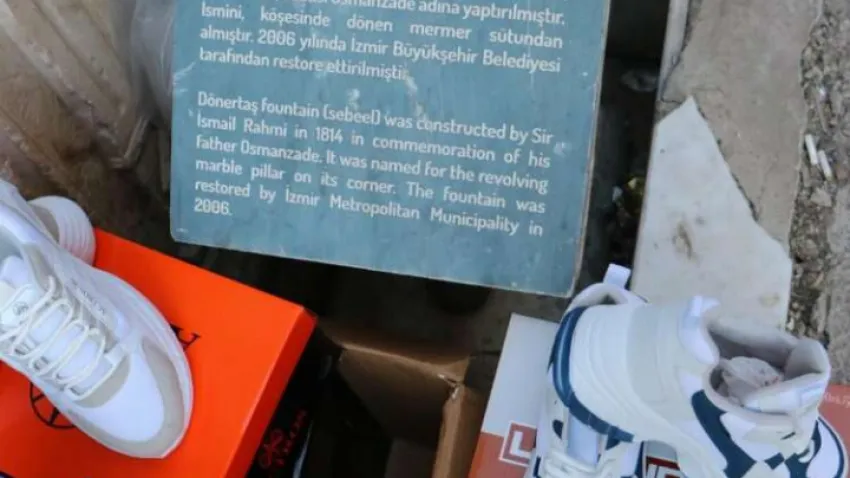 osmanzade adına yaptırılmıştır.
İsmini, köşesinde dönen mermer sütundan
almıştır. 2006 yılında İzmir Büyükşehir Belediyesi
tarafından restore ettirilmiştir.
Dönertaş fountain (sebeel) was constructed by Sir
İsmail Rahmi in 1814 in commemoration of his
father Osmanzade. It was named for the revolving
marble pillar on its corner. The fountain was
restored by İzmir Metropolitan Municipality in
2006.